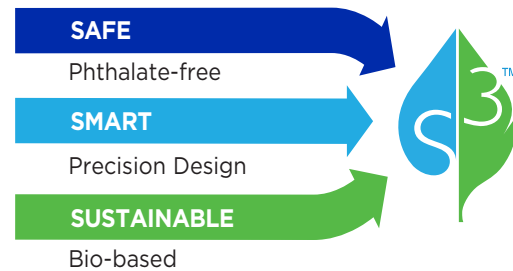 SAFE
Phthalate-free
SMART
Precision Design
SUSTAINABLE
Bio-based
S3™